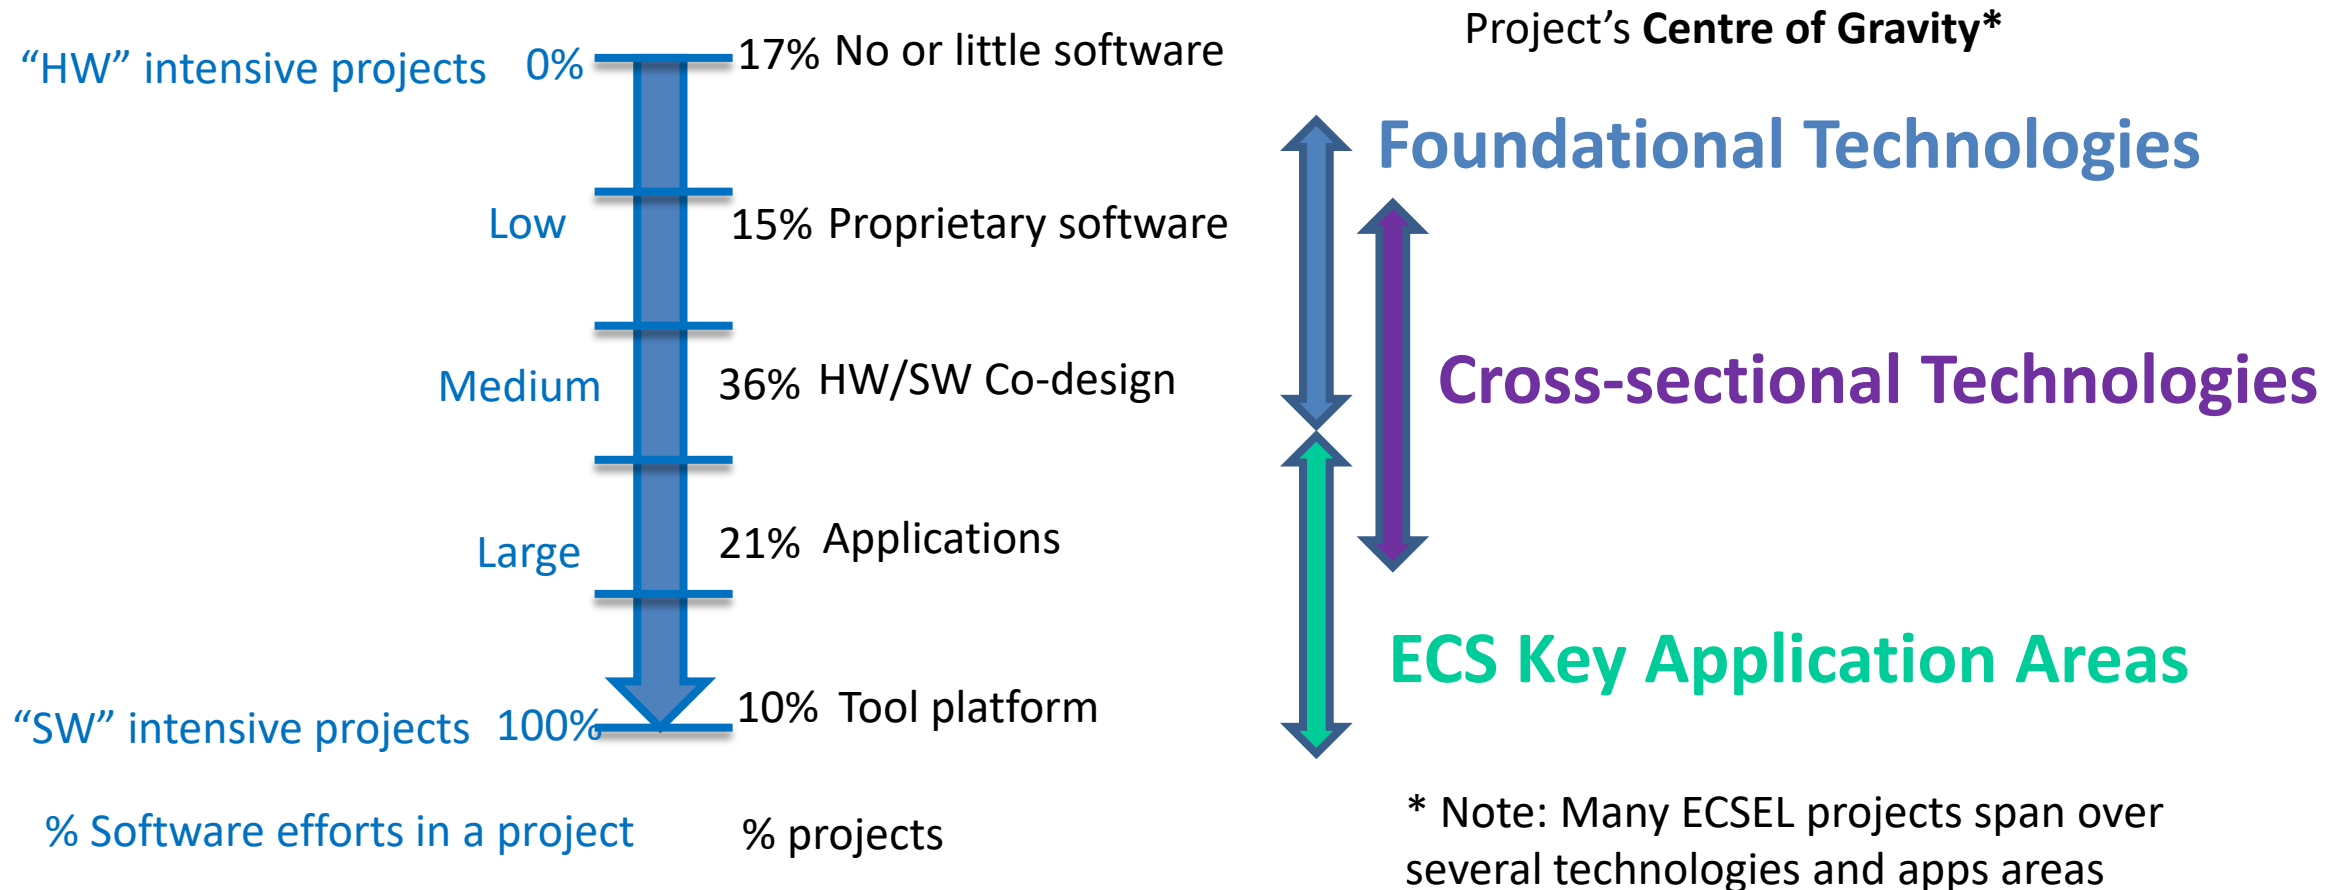 Project’s Centre of Gravity*
“HW” intensive projects 0% 17% No or little software
Foundational Technologies
Low 15% Proprietary software
Medium 36% HW/SW Co-design
Cross-sectional Technologies
Large 21% Applications
ECS Key Application Areas
“SW” intensive projects 100% 10% Tool platform
% Software efforts in a project % projects
* Note: Many ECSEL projects span over
several technologies and apps areas